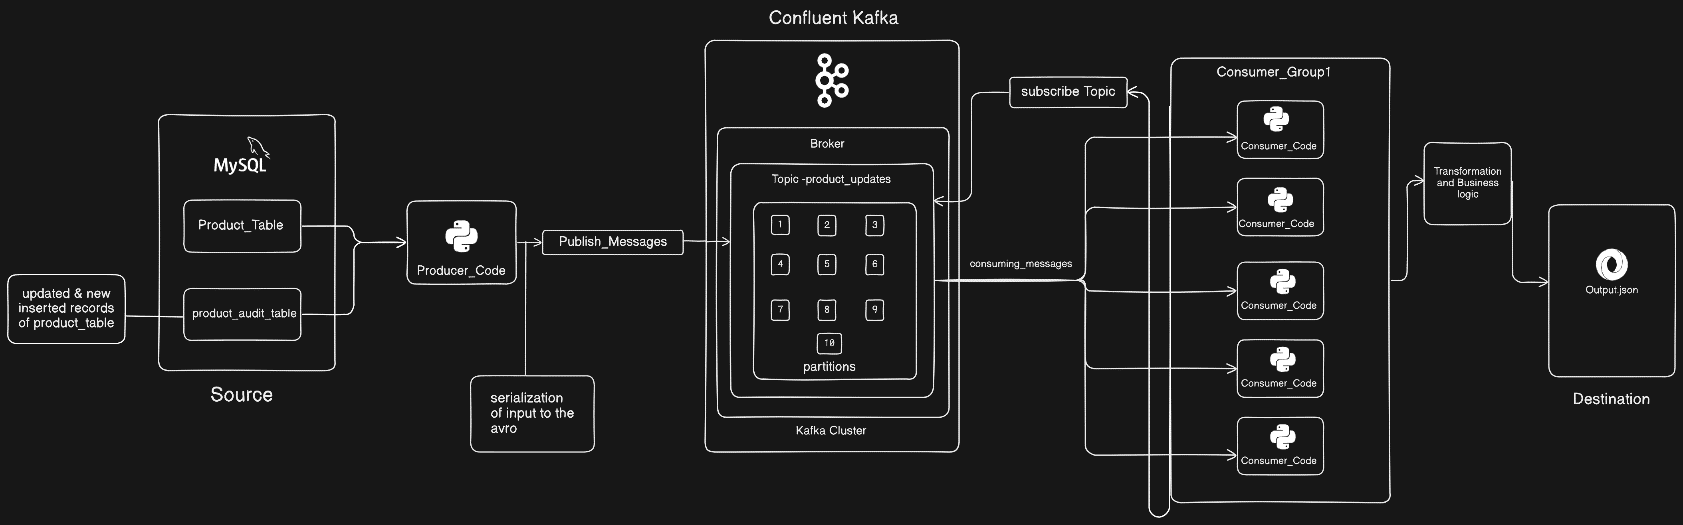 Confluent Kafka
MySQL
Product_Table
product_audit_table
updated & new
inserted records
of product_table
Source
Producer_Code
serialization
of input to the
avro
Publish_Messages
Broker
Topic -product_updates
1
2
3
4
5
6
7
8
9
10
partitions
Kafka Cluster
subscribe Topic
consuming_messages
Consumer_Group1
Consumer_Code
Consumer_Code
Consumer_Code
Consumer_Code
Consumer_Code
Transformation
and Business
logic
Output.json
Destination